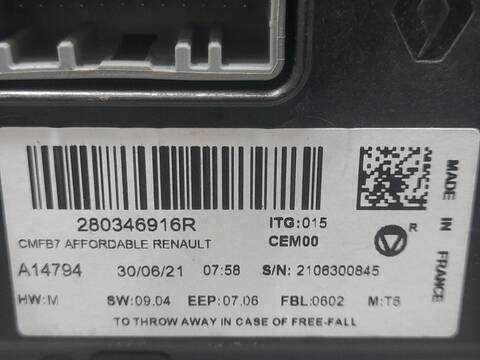 280346916R
ITG:015
CMFB7 AFFORDABLE RENAULT
CEM00
R
A14794 30/06/21 07:58 S/N: 2106300845
HW:M SW:09.04 EEP:07.06 FBL:0602 M:T6
TO THROW AWAY IN CASE OF FREE-FALL
MADE IN FRANCE